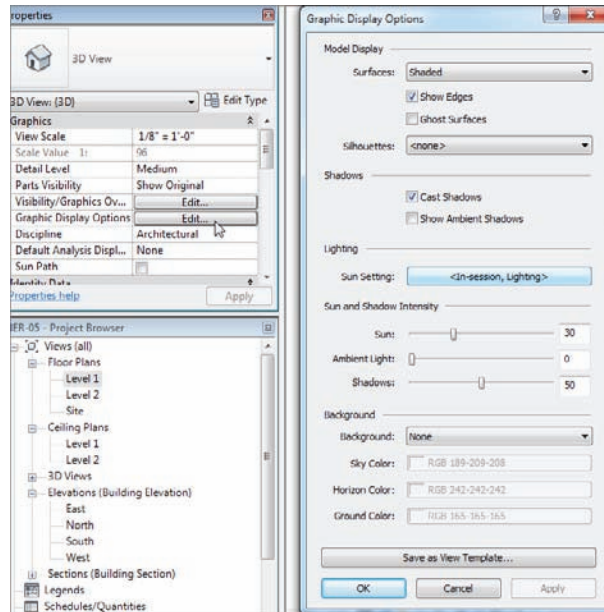 roperties
3D View
3D View: {3D}
Edit Type
Graphics
View Scale 1/8" = 1'-0"
Scale Value 1: 96
Detail Level Medium
Parts Visibility Show Original
Visibility/Graphics Ov... Edit...
Graphic Display Options Edit...
Discipline Architectural
Default Analysis Displ... None
Sun Path
Identity Data
Properties help
Apply
IER-05 - Project Browser
Views (all)
Floor Plans
Level 1
Level 2
Site
Ceiling Plans
Level 1
Level 2
3D Views
Elevations (Building Elevation)
East
North
South
West
Sections (Building Section)
Legends
Schedules/Quantities
Graphic Display Options
Model Display
Surfaces: Shaded
Show Edges
Ghost Surfaces
Silhouettes: <none>
Shadows
Cast Shadows
Show Ambient Shadows
Lighting
Sun Setting: <In-session, Lighting>
Sun and Shadow Intensity
Sun: 30
Ambient Light: 0
Shadows: 50
Background
Background: None
Sky Color: RGB 189-209-208
Horizon Color: RGB 242-242-242
Ground Color: RGB 165-165-165
Save as View Template...
OK Cancel Apply